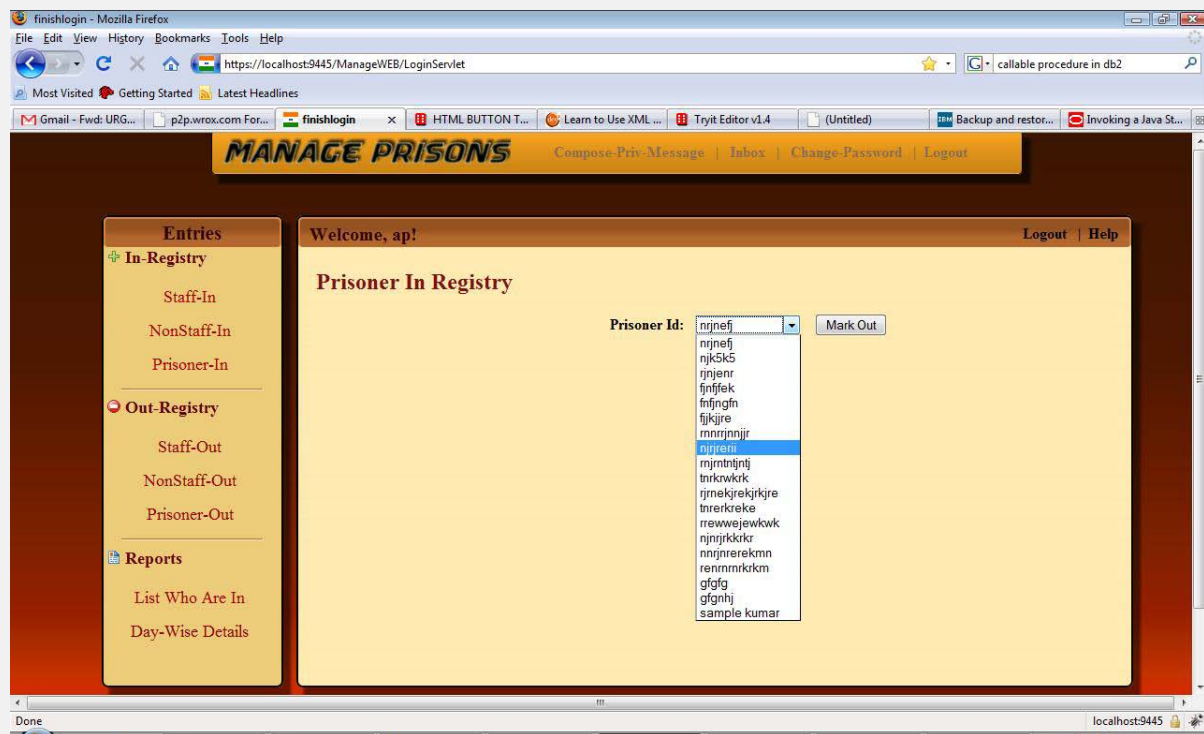 finishlogin - Mozilla Firefox
File Edit View History Bookmarks Tools Help
https://localhost:9445/ManageWEB/LoginServlet
G callable procedure in db2
Most Visited Getting Started Latest Headlines
Gmail - Fwd: URG... p2p.wrox.com For... finishlogin HTML BUTTON T... Learn to Use XML ... Tryit Editor v1.4 (Untitled) IBM Backup and restor... Invoking a Java St...
MANAGE PRISONS Compose-Priv-Message | Inbox | Change-Password | Logout
Entries
In-Registry
Staff-In
NonStaff-In
Prisoner-In
Out-Registry
Staff-Out
NonStaff-Out
Prisoner-Out
Reports
List Who Are In
Day-Wise Details
Welcome, ap! Logout | Help
Prisoner In Registry
Prisoner Id: nrjnefj Mark Out
nrjnefj
njk5k5
rjnjenr
fjnfjfek
fnfjngfn
fjjkjjre
rnnrrjnnjjr
njrjrerii
rnjrntntjntj
tnrkrwkrk
rjrnekjrekjrkjre
tnrerkreke
rrewwejewkwk
njnrjrkkrkr
nnrjnrerekmn
renrnrnrkrkm
gfgfg
gfgnhj
sample kumar
Done localhost:9445